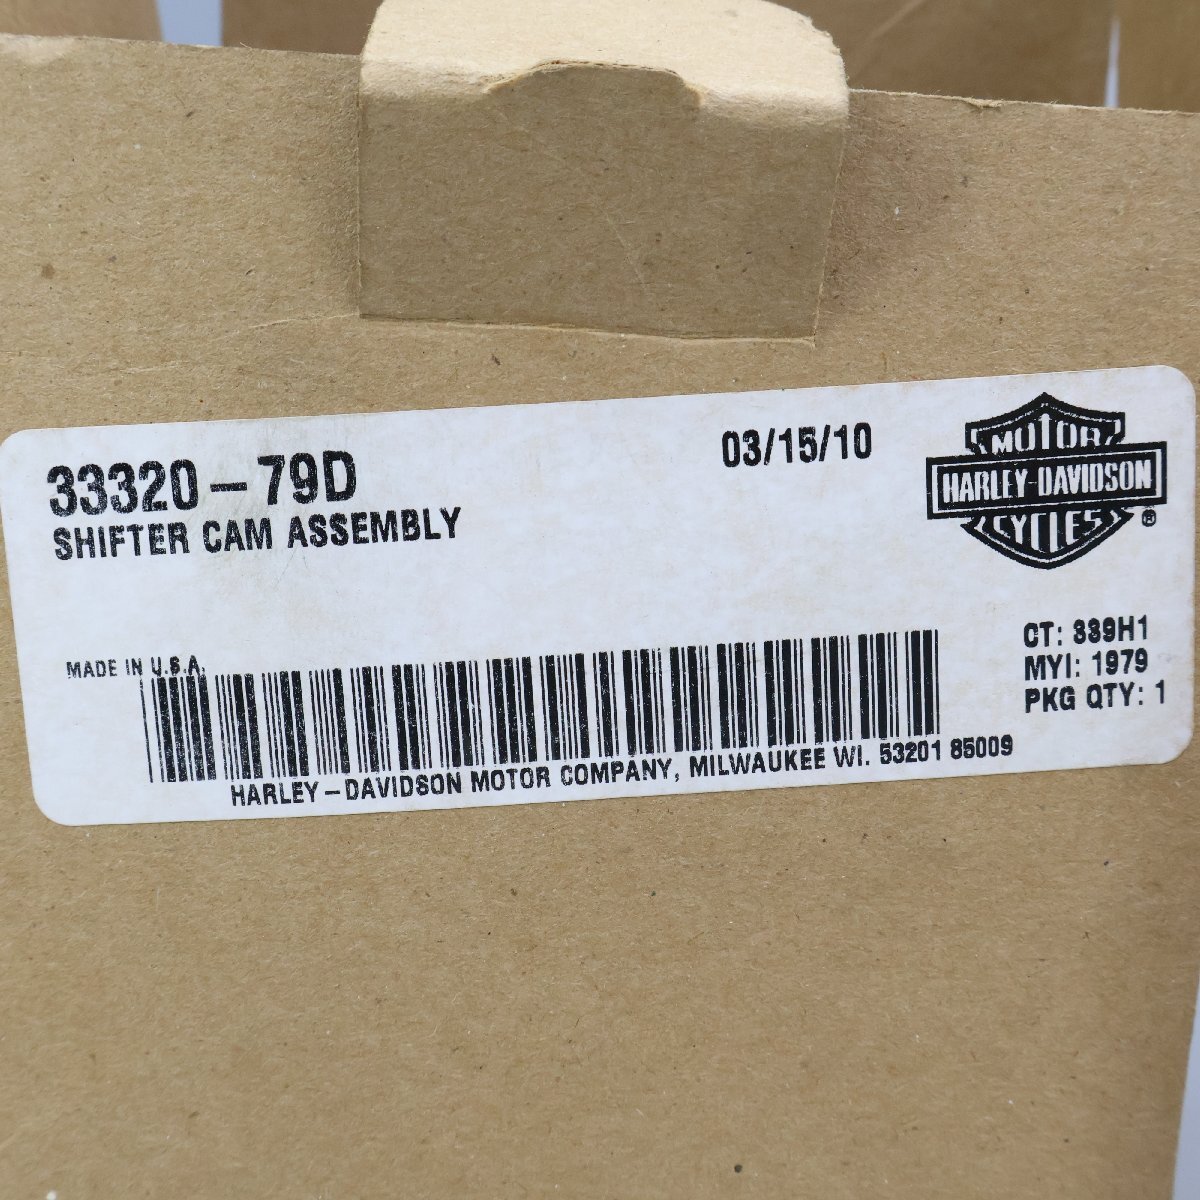 33320-79D
SHIFTER CAM ASSEMBLY
03/15/10
MOTOR
HARLEY-DAVIDSON
CYCLES
®
MADE IN U.S.A.
CT: 339H1
MYI: 1979
PKG QTY: 1
HARLEY-DAVIDSON MOTOR COMPANY, MILWAUKEE WI. 53201 85009